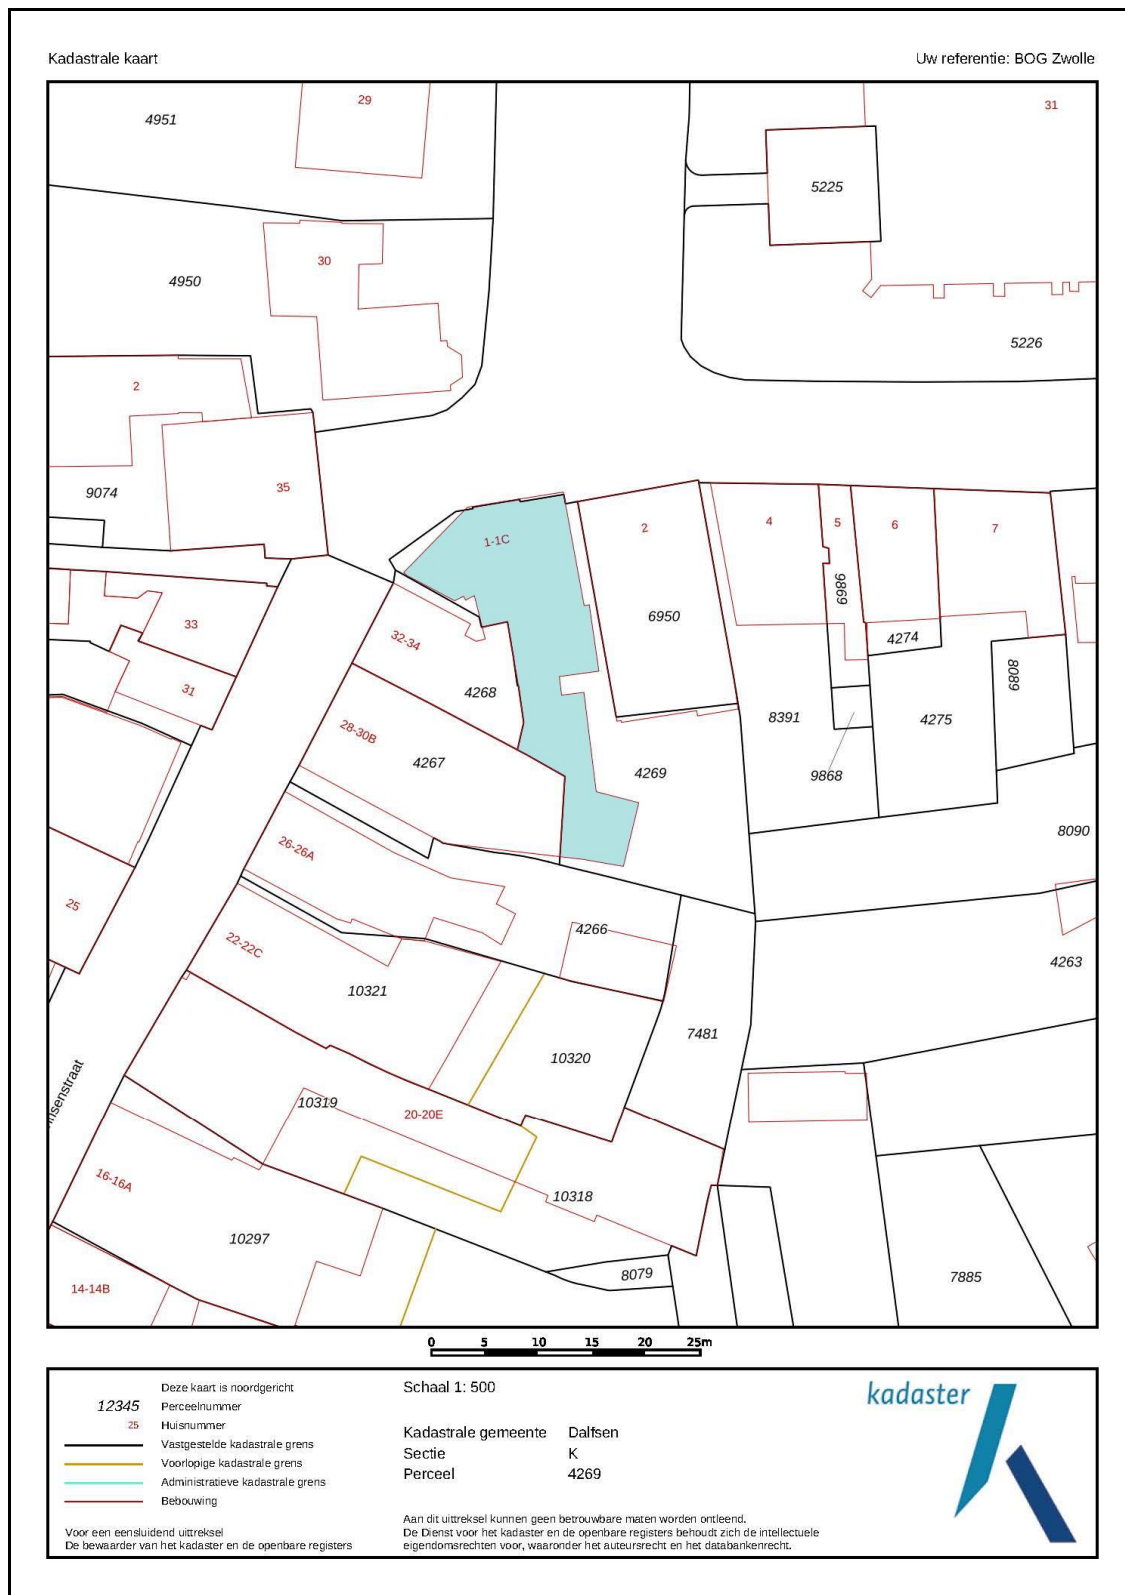 Kadastrale kaart
Uw referentie: BOG Zwolle
29
31
4951
5225
30
4950
5226
2
35
9074
1-1C
2
4
5
6
7
6986
6950
33
32-34
4274
31
4268
6808
28-30B
8391
4275
4267
4269
9868
8090
26-26A
25
4266
22-22C
4263
10321
7481
10320
10319
20-20E
16-16A
10318
10297
8079
7885
14-14B
0 5 10 15 20 25m
Deze kaart is noordgericht
12345 Perceelnummer
25 Huisnummer
Vastgestelde kadastrale grens
Voorlopige kadastrale grens
Administratieve kadastrale grens
Bebouwing
Voor een eensluidend uittreksel
De bewaarder van het kadaster en de openbare registers
Schaal 1: 500
Kadastrale gemeente Dalfsen
Sectie K
Perceel 4269
Aan dit uittreksel kunnen geen betrouwbare maten worden ontleend.
De Dienst voor het kadaster en de openbare registers behoudt zich de intellectuele
eigendomsrechten voor, waaronder het auteursrecht en het databankenrecht.
kadaster